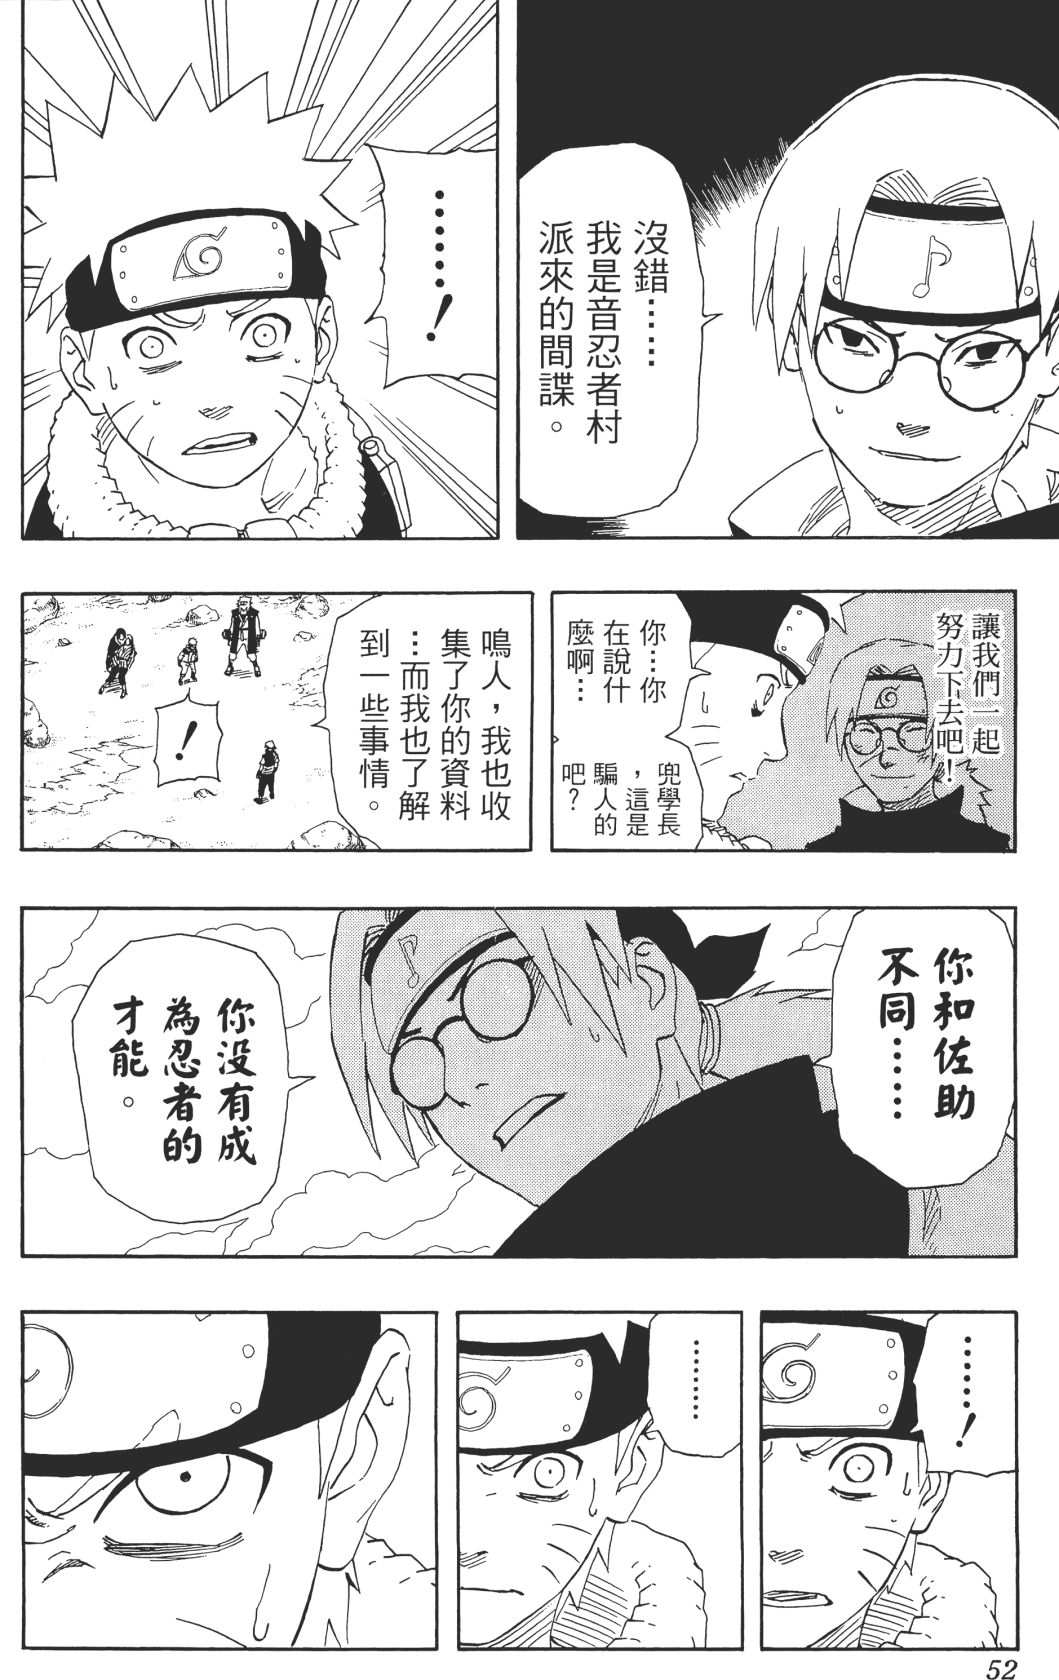 沒錯……
我是音忍者村
派來的間諜。
……！
讓我們一起
努力下去吧！
你…你
在說什
麼啊…
兜學長
，這是
騙人的
吧？
鳴人，我也收
集了你的資料
…而我也了解
到一些事情。
！
你和佐助
不同……
你没有成
為忍者的
才能。
……！
……
52